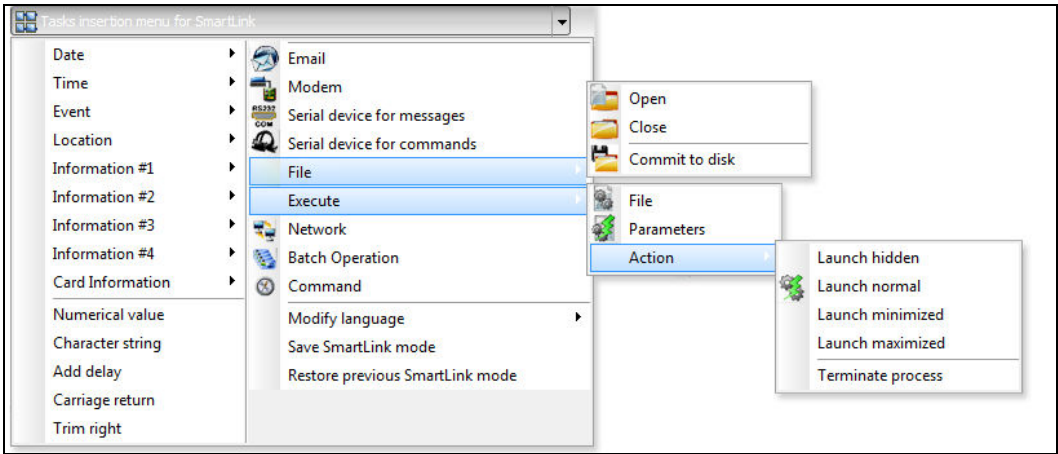 Tasks insertion menu for SmartLink
Date
Time
Event
Location
Information #1
Information #2
Information #3
Information #4
Card Information
Numerical value
Character string
Add delay
Carriage return
Trim right
Email
Modem
RS232
COM
Serial device for messages
Serial device for commands
File
Execute
Network
Batch Operation
Command
Modify language
Save SmartLink mode
Restore previous SmartLink mode
Open
Close
Commit to disk
File
Parameters
Action
Launch hidden
Launch normal
Launch minimized
Launch maximized
Terminate process